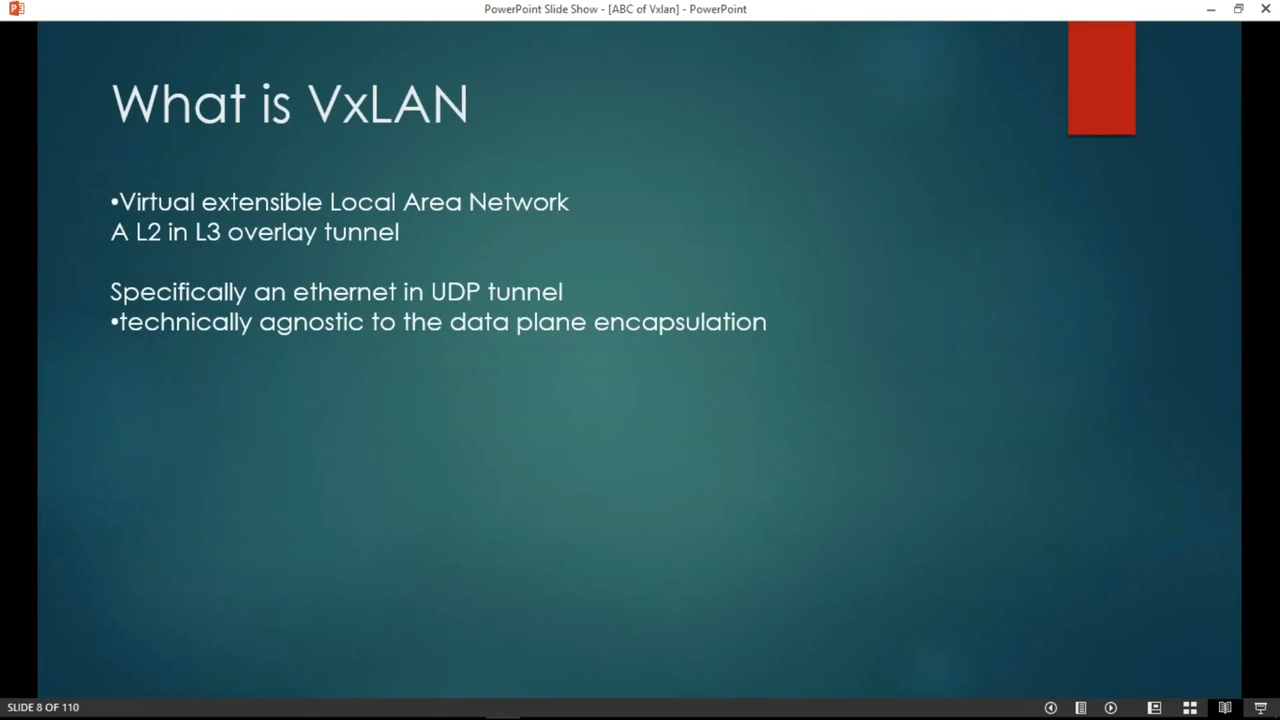 PowerPoint Slide Show - [ABC of Vxlan] - PowerPoint
What is VxLAN
•Virtual extensible Local Area Network
A L2 in L3 overlay tunnel
Specifically an ethernet in UDP tunnel
•technically agnostic to the data plane encapsulation
SLIDE 8 OF 110